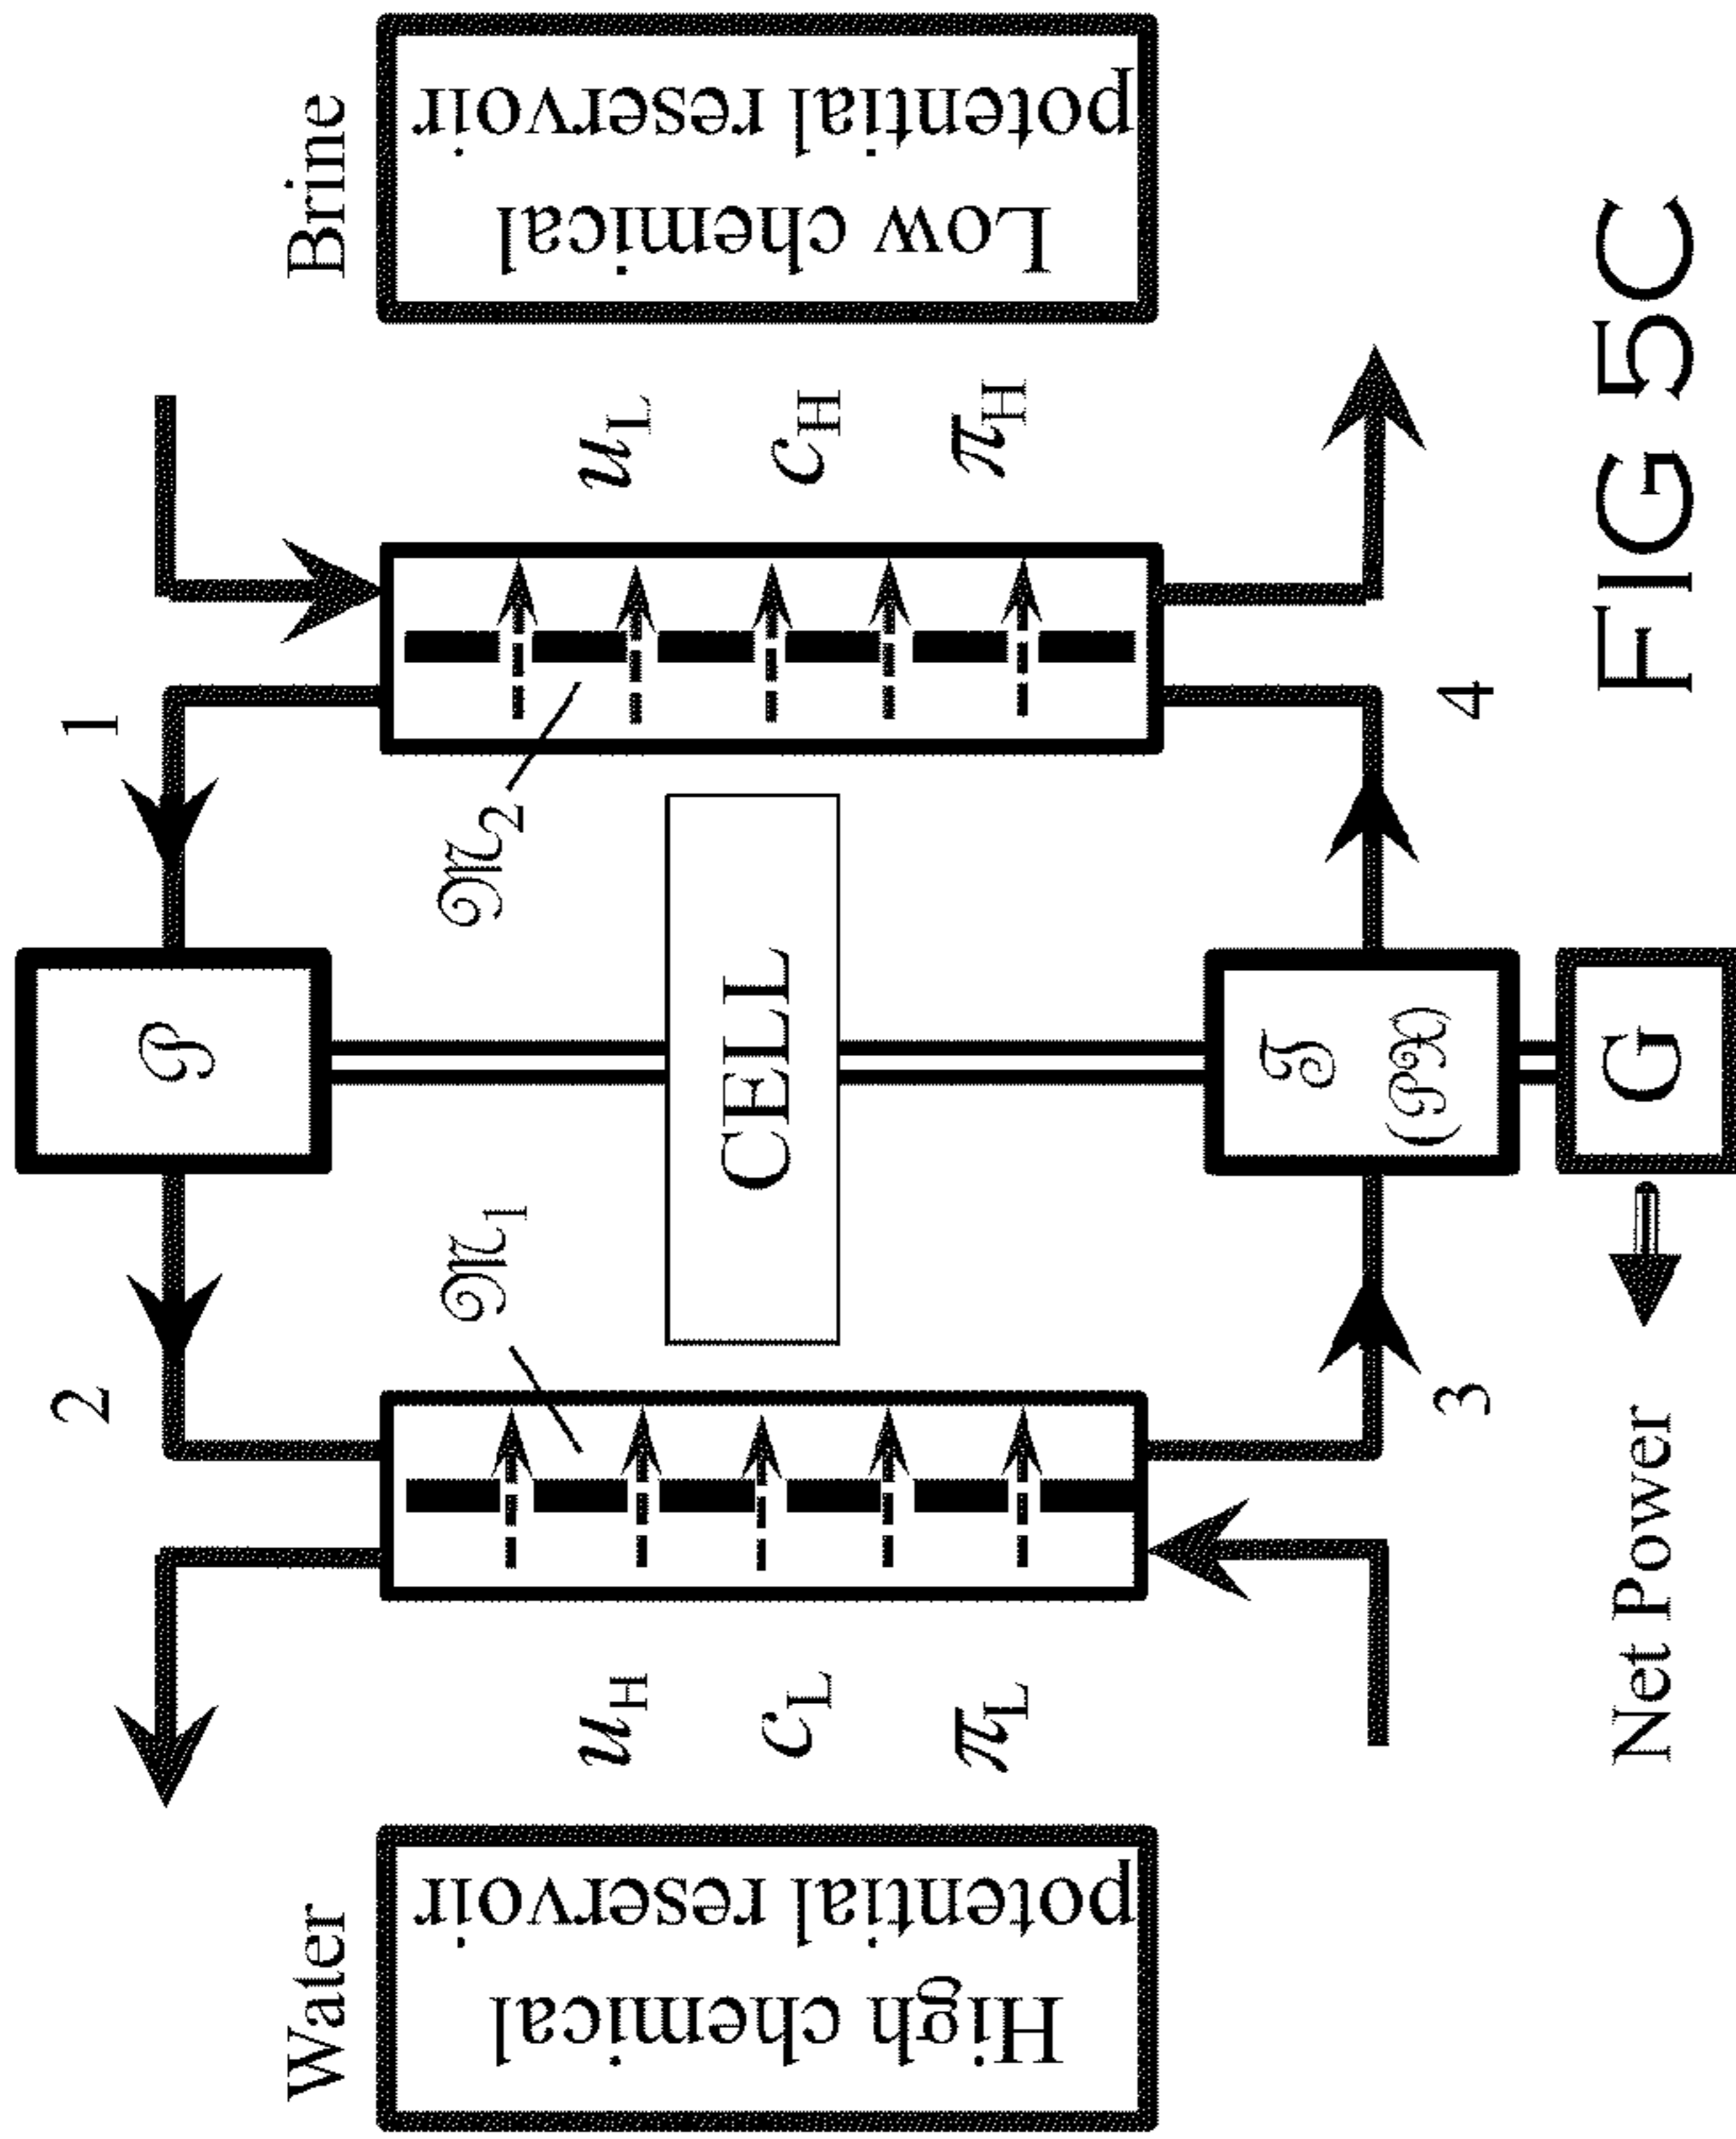 Water
Brine
High chemical
potential reservoir
Low chemical
potential reservoir
2
1
𝒫
𝔐1
𝔐2
CELL
uH
cL
πL
uL
cH
πH
3
4
𝒯
(𝒫𝒳)
G
Net Power
FIG 5C